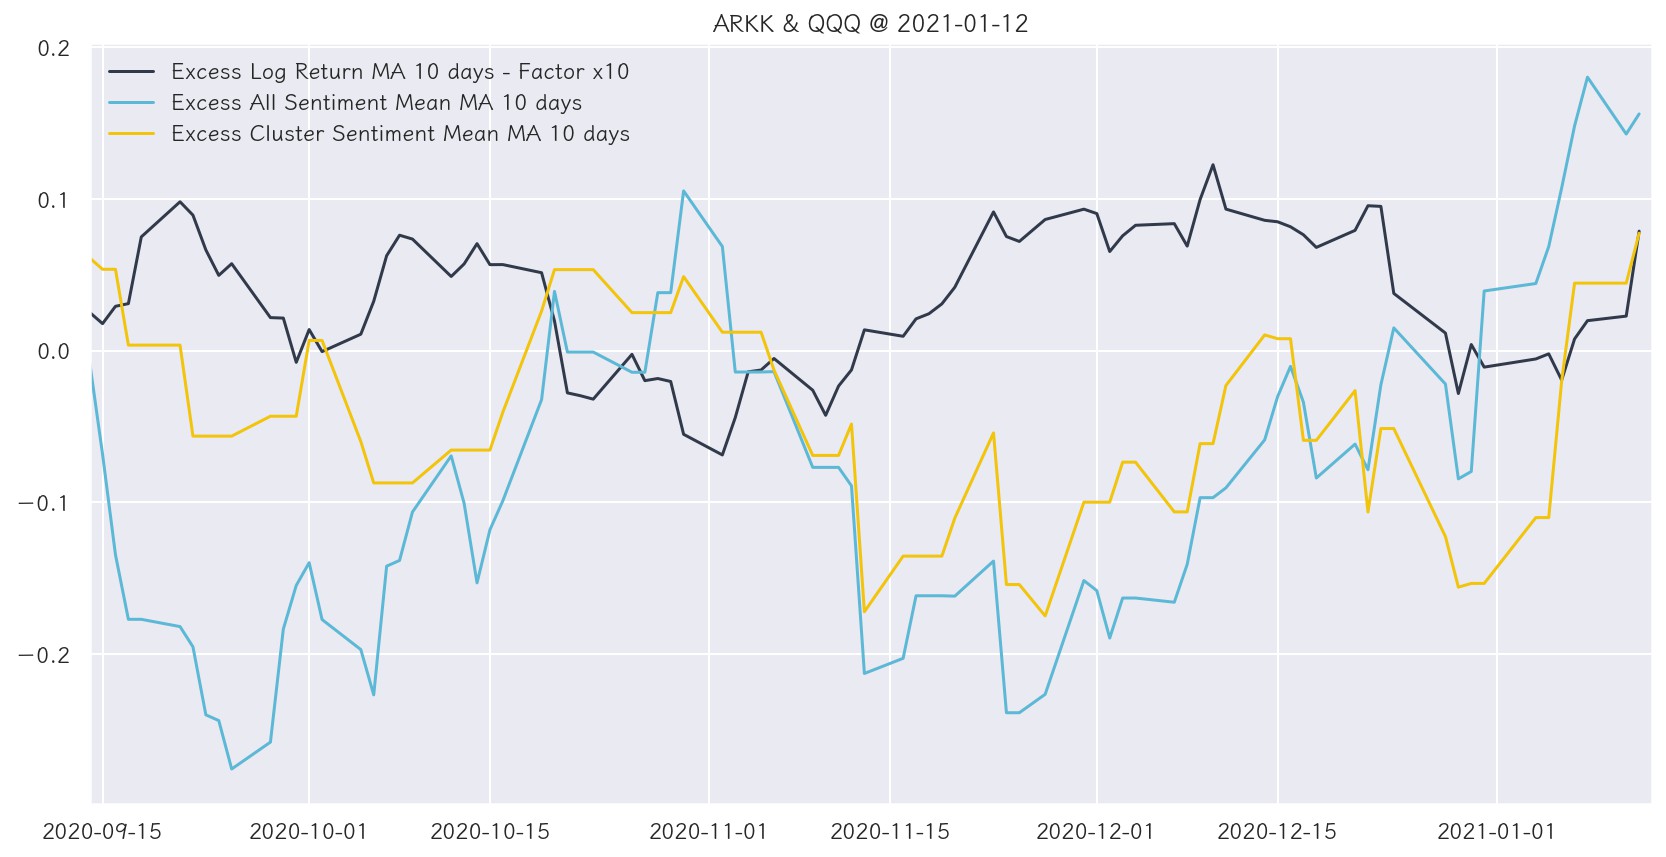 ARKK & QQQ @ 2021-01-12
Excess Log Return MA 10 days - Factor x10
Excess All Sentiment Mean MA 10 days
Excess Cluster Sentiment Mean MA 10 days
0.2
0.1
0.0
−0.1
−0.2
2020-09-15 2020-10-01 2020-10-15 2020-11-01 2020-11-15 2020-12-01 2020-12-15 2021-01-01